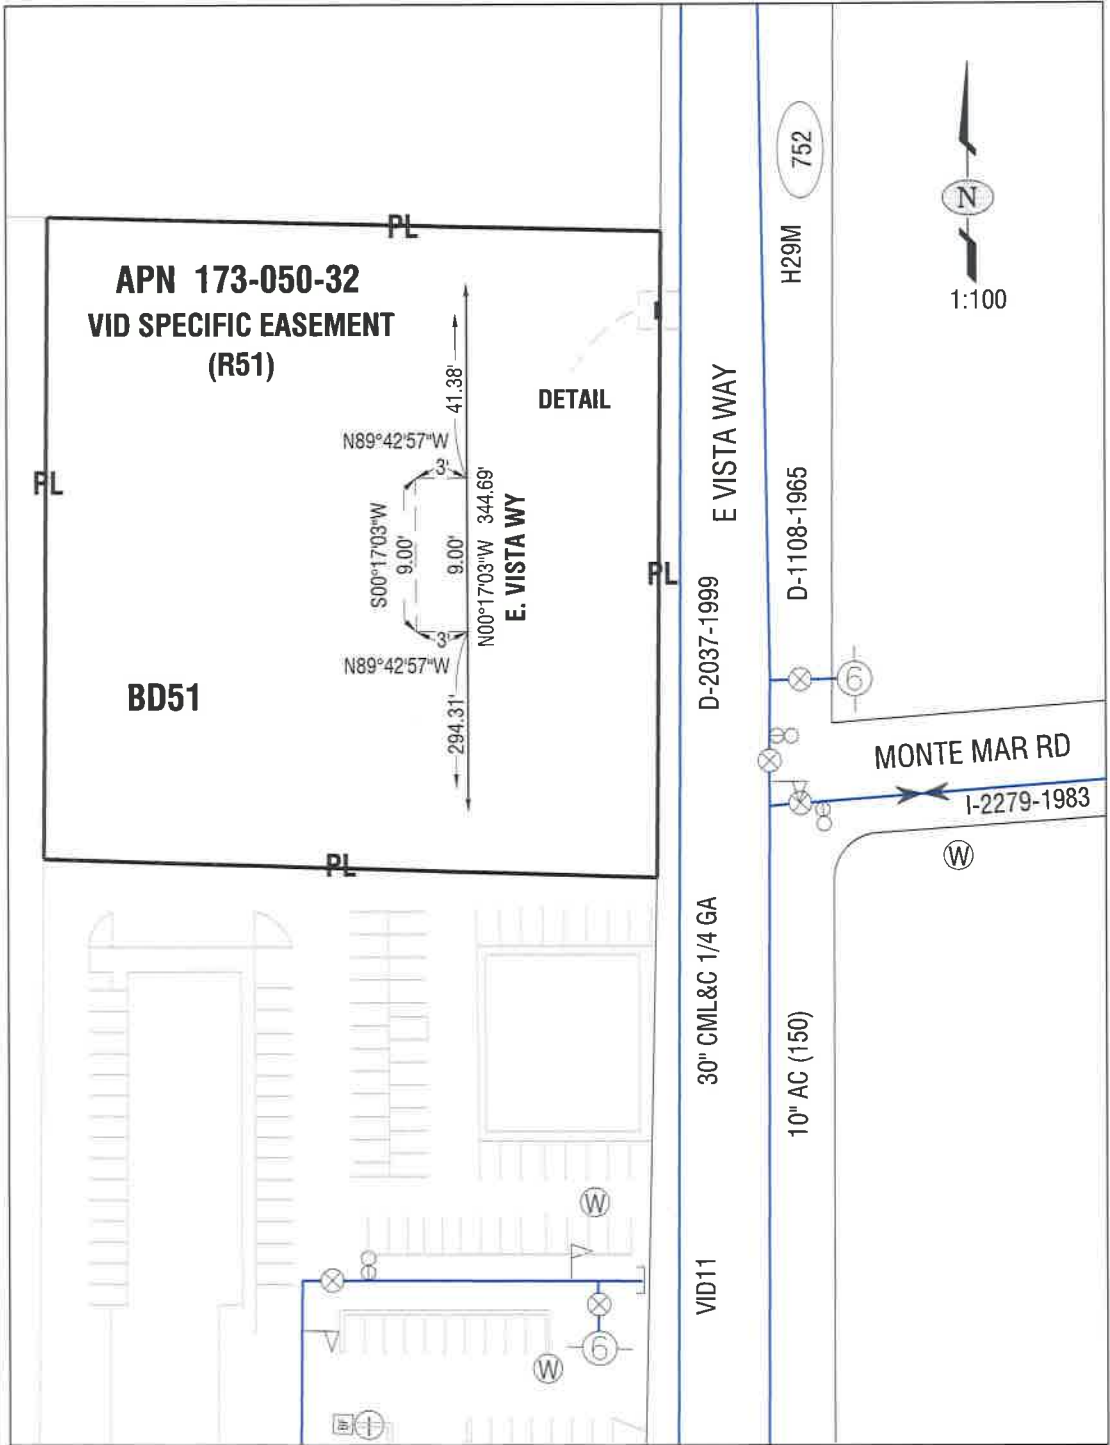 752
H29M
N
1:100
PL
APN 173-050-32
VID SPECIFIC EASEMENT
(R51)
DETAIL
41.38'
N89°42'57"W
3'
PL
S00°17'03"W
9.00'
9.00'
N00°17'03"W 344.69'
E. VISTA WY
3'
N89°42'57"W
294.31'
BD51
PL
PL
E VISTA WAY
D-1108-1965
D-2037-1999
6
MONTE MAR RD
I-2279-1983
W
30" CML&C 1/4 GA
10" AC (150)
VID11
W
6
W
BF